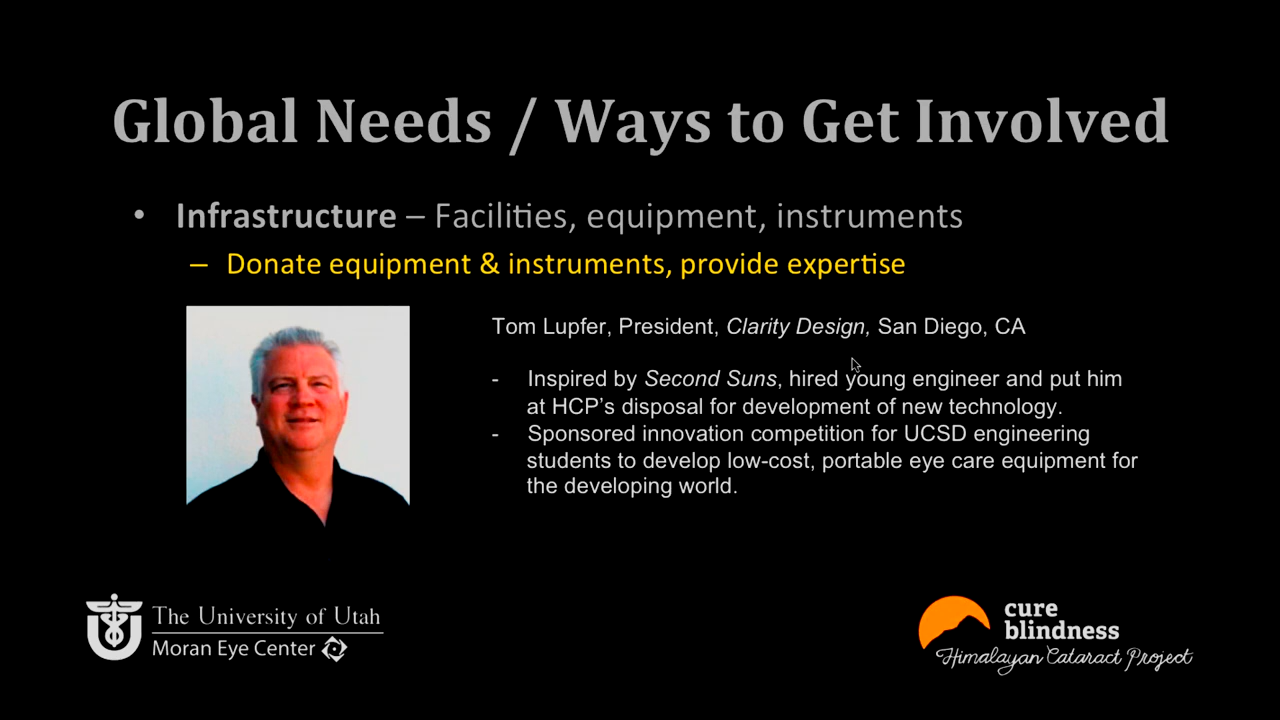 Global Needs / Ways to Get Involved
• Infrastructure – Facilities, equipment, instruments
– Donate equipment & instruments, provide expertise
Tom Lupfer, President, Clarity Design, San Diego, CA
- Inspired by Second Suns, hired young engineer and put him
at HCP’s disposal for development of new technology.
- Sponsored innovation competition for UCSD engineering
students to develop low-cost, portable eye care equipment for
the developing world.
The University of Utah
Moran Eye Center
cure
blindness
Himalayan Cataract Project